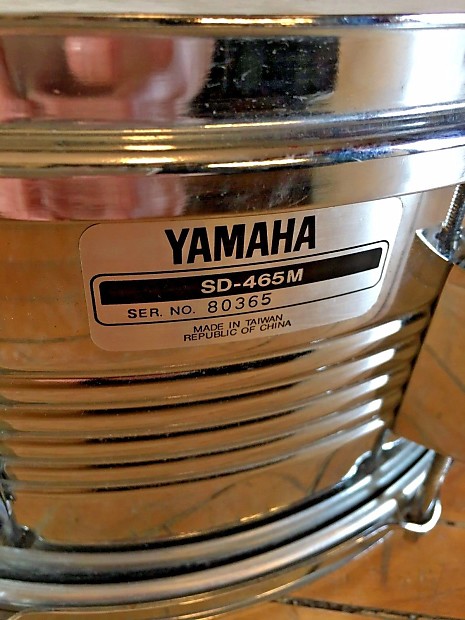 YAMAHA
SD-465M
SER. NO. 80365
MADE IN TAIWAN
REPUBLIC OF CHINA